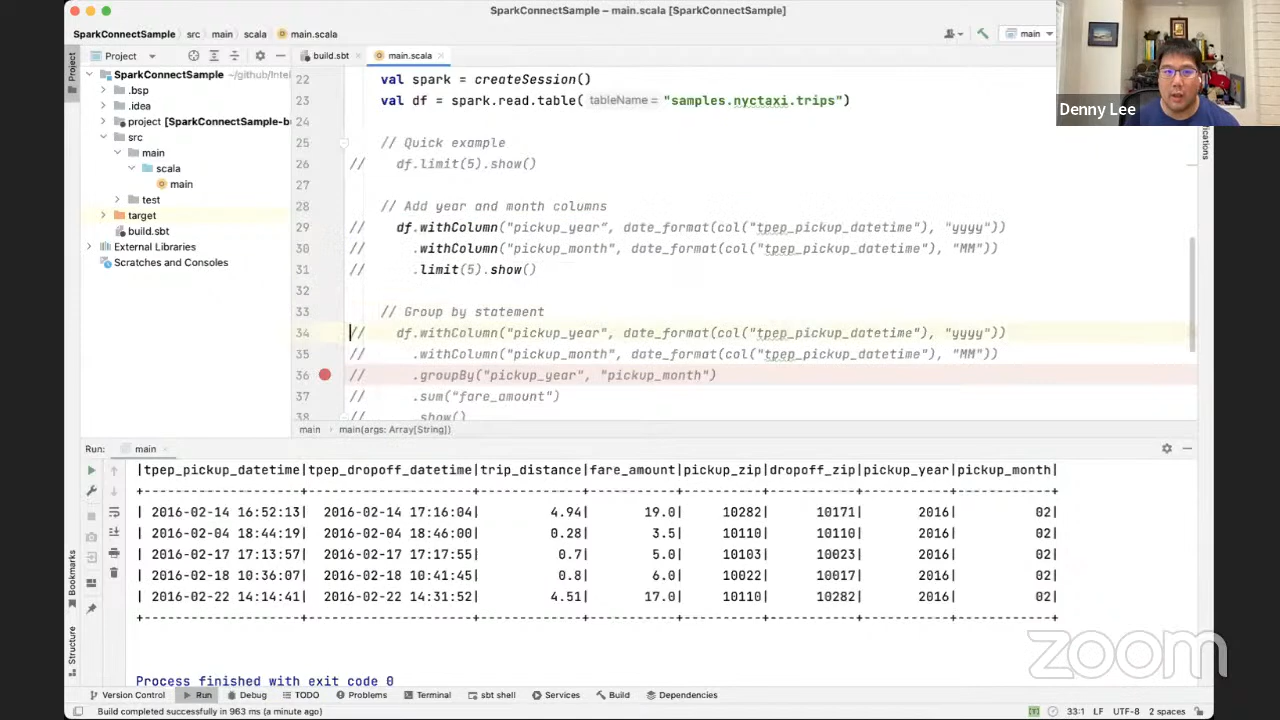 SparkConnectSample – main.scala [SparkConnectSample]
SparkConnectSample
src
main
scala
main.scala
main
Project
build.sbt
main.scala
Denny Lee
Project
SparkConnectSample ~/github/Intel
.bsp
.idea
project [SparkConnectSample-bu
src
main
scala
main
test
target
build.sbt
External Libraries
Scratches and Consoles
22 val spark = createSession()
23 val df = spark.read.table( tableName = "samples.nyctaxi.trips")
24
25 // Quick example
26 // df.limit(5).show()
27
28 // Add year and month columns
29 // df.withColumn("pickup_year", date_format(col("tpep_pickup_datetime"), "yyyy"))
30 // .withColumn("pickup_month", date_format(col("tpep_pickup_datetime"), "MM"))
31 // .limit(5).show()
32
33 // Group by statement
34 // df.withColumn("pickup_year", date_format(col("tpep_pickup_datetime"), "yyyy"))
35 // .withColumn("pickup_month", date_format(col("tpep_pickup_datetime"), "MM"))
36 // .groupBy("pickup_year", "pickup_month")
37 // .sum("fare_amount")
38 // .show()
main
main(args: Array[String])
Run:
main
|tpep_pickup_datetime|tpep_dropoff_datetime|trip_distance|fare_amount|pickup_zip|dropoff_zip|pickup_year|pickup_month|
+--------------------+---------------------+-------------+-----------+----------+-----------+-----------+------------+
| 2016-02-14 16:52:13| 2016-02-14 17:16:04| 4.94| 19.0| 10282| 10171| 2016| 02|
| 2016-02-04 18:44:19| 2016-02-04 18:46:00| 0.28| 3.5| 10110| 10110| 2016| 02|
| 2016-02-17 17:13:57| 2016-02-17 17:17:55| 0.7| 5.0| 10103| 10023| 2016| 02|
| 2016-02-18 10:36:07| 2016-02-18 10:41:45| 0.8| 6.0| 10022| 10017| 2016| 02|
| 2016-02-22 14:14:41| 2016-02-22 14:31:52| 4.51| 17.0| 10110| 10282| 2016| 02|
+--------------------+---------------------+-------------+-----------+----------+-----------+-----------+------------+
Process finished with exit code 0
Bookmarks
Structure
zoom
Version Control
Run
Debug
TODO
Problems
Terminal
sbt shell
Services
Build
Dependencies
Build completed successfully in 963 ms (a minute ago)
33:1
LF
UTF-8
2 spaces